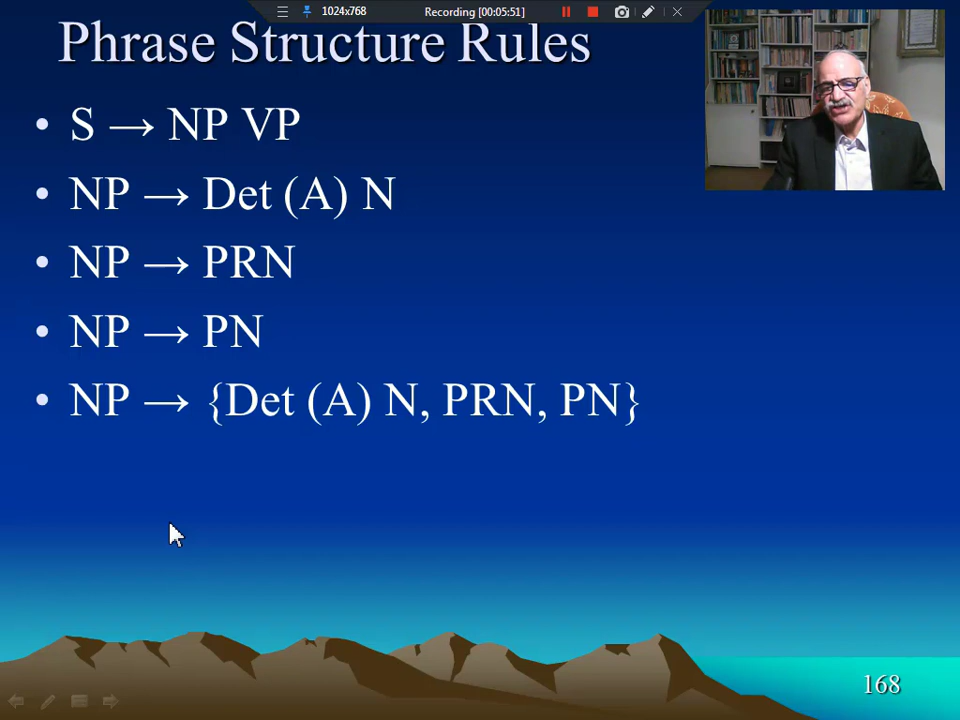 1024x768 Recording [00:05:51]
Phrase Structure Rules
• S → NP VP
• NP → Det (A) N
• NP → PRN
• NP → PN
• NP → {Det (A) N, PRN, PN}
168